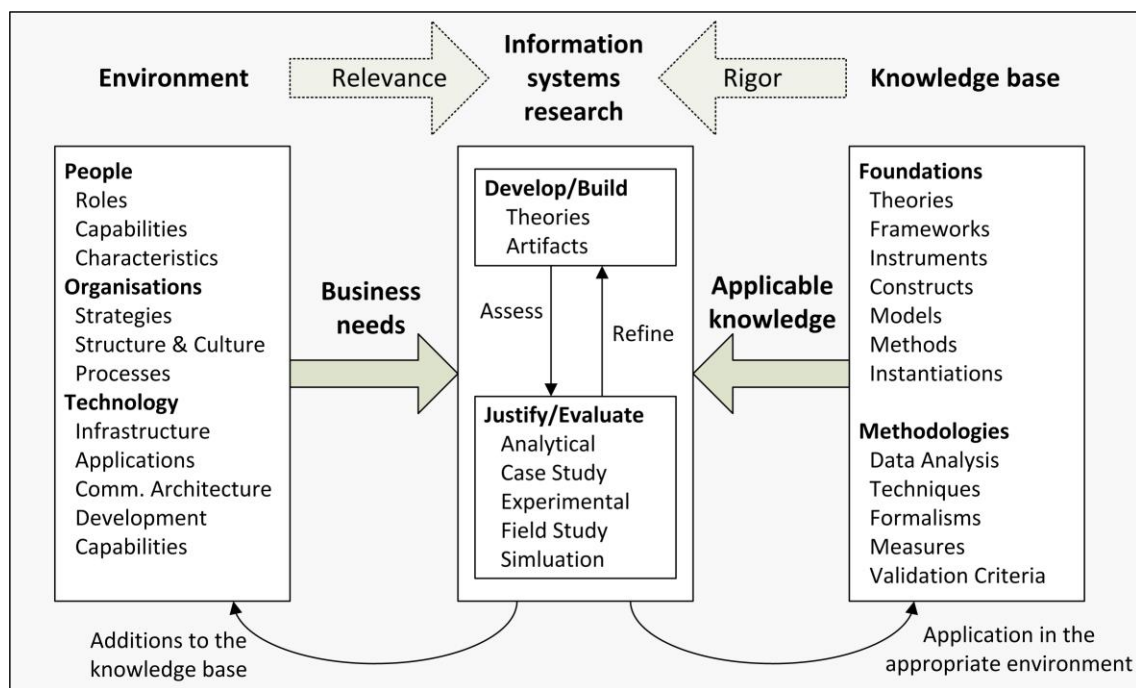 Environment
Relevance
Information
systems
research
Rigor
Knowledge base
People
Roles
Capabilities
Characteristics
Organisations
Strategies
Structure & Culture
Processes
Technology
Infrastructure
Applications
Comm. Architecture
Development
Capabilities
Business
needs
Develop/Build
Theories
Artifacts
Assess
Refine
Justify/Evaluate
Analytical
Case Study
Experimental
Field Study
Simluation
Applicable
knowledge
Foundations
Theories
Frameworks
Instruments
Constructs
Models
Methods
Instantiations
Methodologies
Data Analysis
Techniques
Formalisms
Measures
Validation Criteria
Additions to the
knowledge base
Application in the
appropriate environment